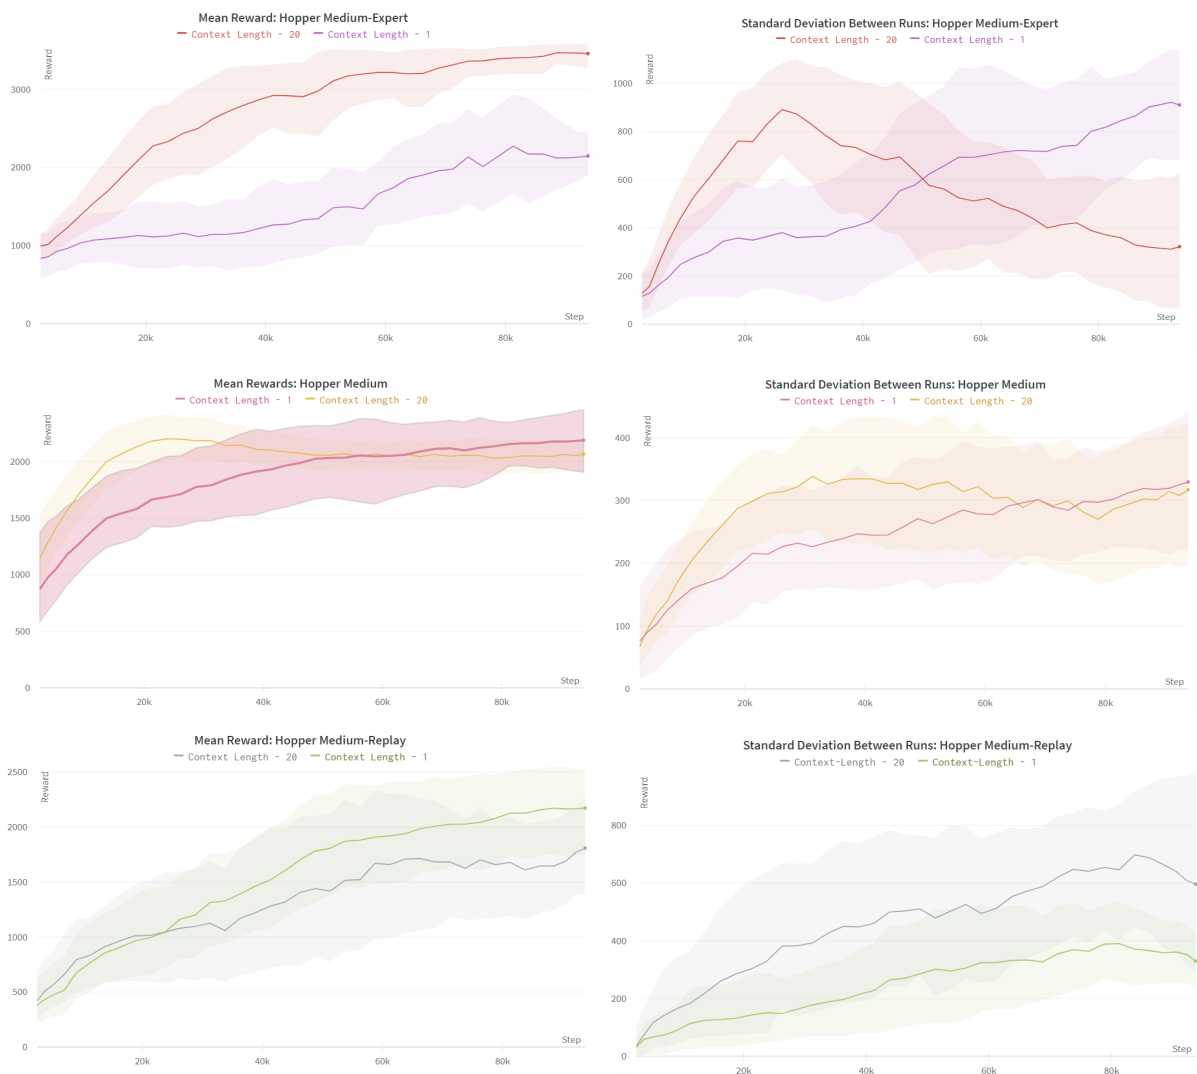 Mean Reward: Hopper Medium-Expert
Context Length - 20 Context Length - 1
Reward
3000
2000
1000
0
20k 40k 60k 80k
Step
Standard Deviation Between Runs: Hopper Medium-Expert
Context Length - 20 Context Length - 1
Reward
1000
800
600
400
200
0
20k 40k 60k 80k
Step
Mean Rewards: Hopper Medium
Context Length - 1 Context Length - 20
Reward
2000
1500
1000
500
0
20k 40k 60k 80k
Step
Standard Deviation Between Runs: Hopper Medium
Context Length - 1 Context Length - 20
Reward
400
300
200
100
0
20k 40k 60k 80k
Step
Mean Reward: Hopper Medium-Replay
Context Length - 20 Context Length - 1
Reward
2500
2000
1500
1000
500
0
20k 40k 60k 80k
Step
Standard Deviation Between Runs: Hopper Medium-Replay
Context-Length - 20 Context-Length - 1
Reward
800
600
400
200
0
20k 40k 60k 80k
Step